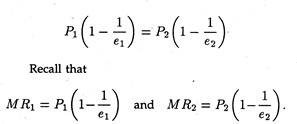 P₁(1 − 1/e₁) = P₂(1 − 1/e₂)
Recall that
MR₁ = P₁(1 − 1/e₁) and MR₂ = P₂(1 − 1/e₂).